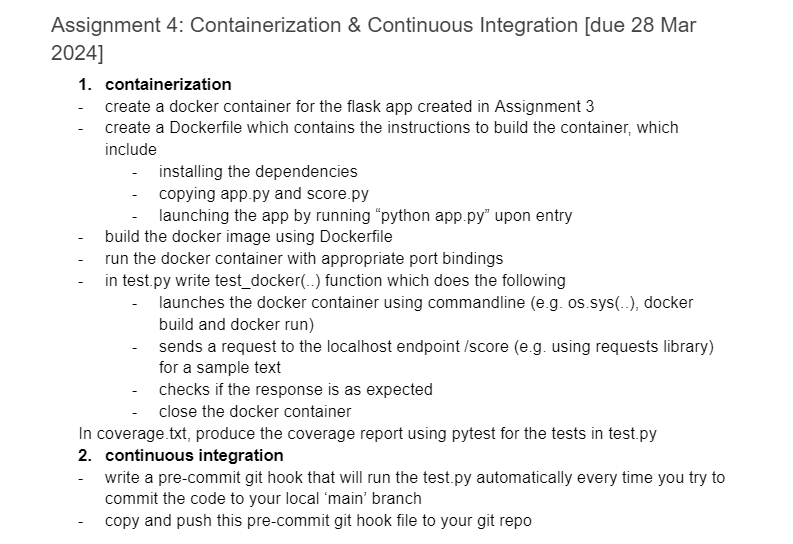 Assignment 4: Containerization & Continuous Integration [due 28 Mar
2024]
1. containerization
- create a docker container for the flask app created in Assignment 3
- create a Dockerfile which contains the instructions to build the container, which
include
- installing the dependencies
- copying app.py and score.py
- launching the app by running “python app.py” upon entry
- build the docker image using Dockerfile
- run the docker container with appropriate port bindings
- in test.py write test_docker(..) function which does the following
- launches the docker container using commandline (e.g. os.sys(..), docker
build and docker run)
- sends a request to the localhost endpoint /score (e.g. using requests library)
for a sample text
- checks if the response is as expected
- close the docker container
In coverage.txt, produce the coverage report using pytest for the tests in test.py
2. continuous integration
- write a pre-commit git hook that will run the test.py automatically every time you try to
commit the code to your local ‘main’ branch
- copy and push this pre-commit git hook file to your git repo